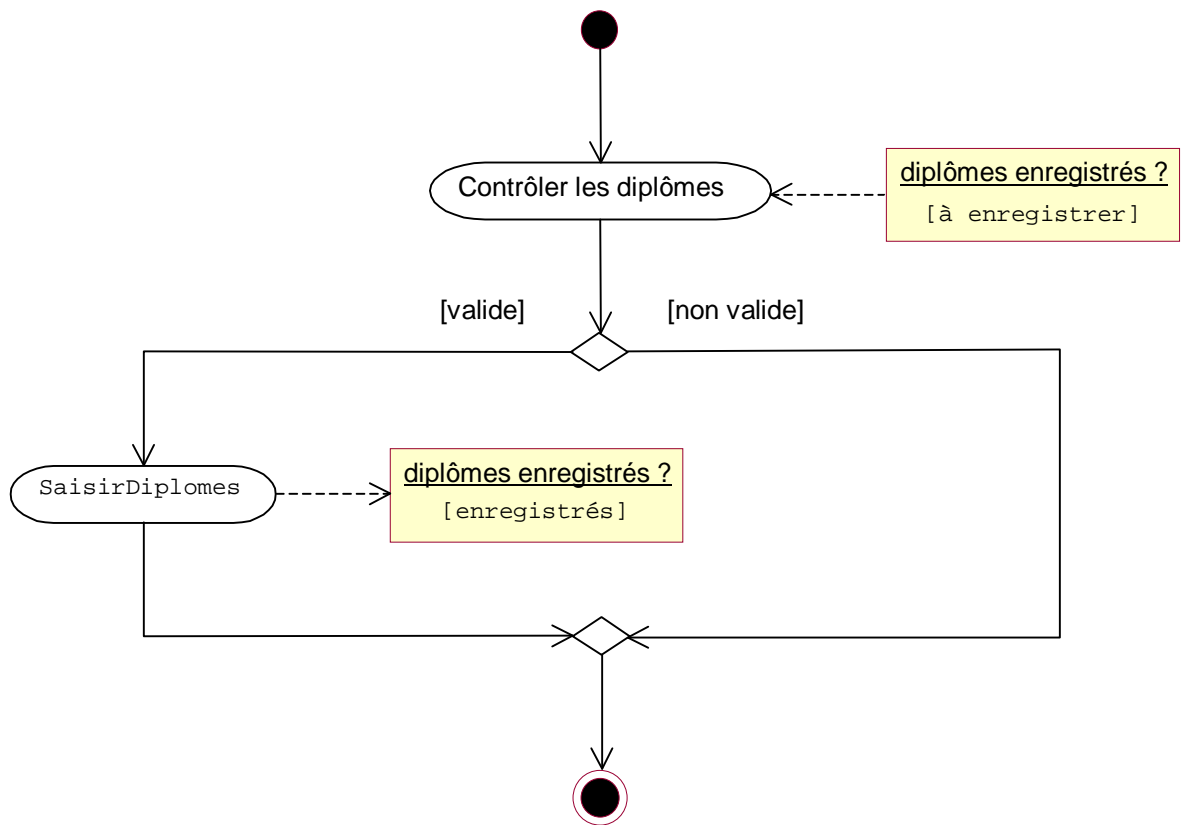 Contrôler les diplômes
diplômes enregistrés ?
[à enregistrer]
[valide]
[non valide]
SaisirDiplomes
diplômes enregistrés ?
[enregistrés]